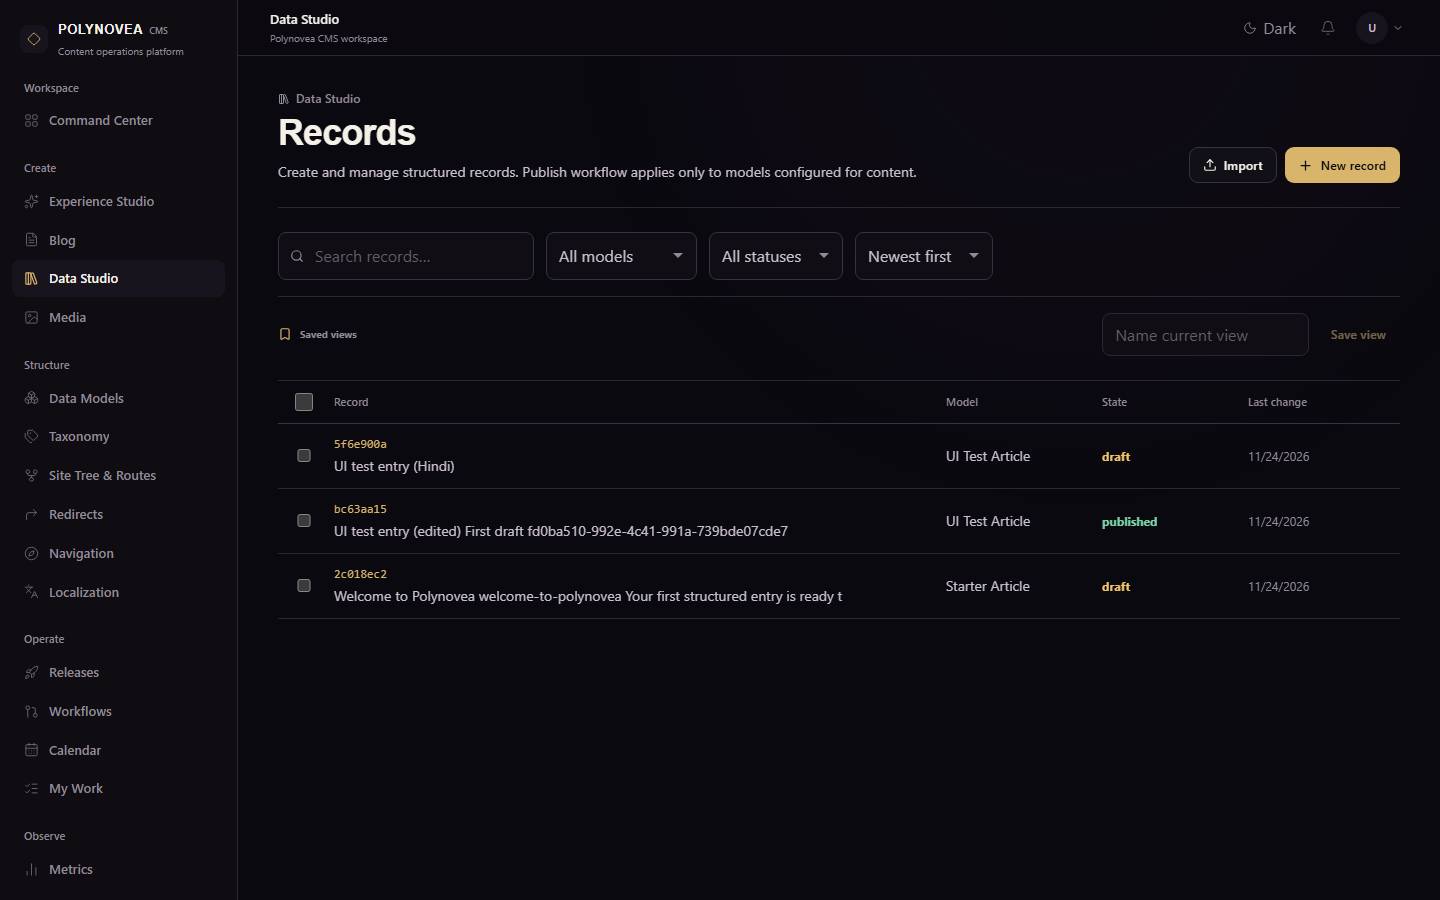 POLYNOVEA CMS
Content operations platform
Workspace
Command Center
Create
Experience Studio
Blog
Data Studio
Media
Structure
Data Models
Taxonomy
Site Tree & Routes
Redirects
Navigation
Localization
Operate
Releases
Workflows
Calendar
My Work
Observe
Metrics
Data Studio
Polynovea CMS workspace
Dark
U
Data Studio
Records
Create and manage structured records. Publish workflow applies only to models configured for content.
Import
New record
Search records...
All models
All statuses
Newest first
Saved views
Name current view
Save view
Record Model State Last change
5f6e900a
UI test entry (Hindi) UI Test Article draft 11/24/2026
bc63aa15
UI test entry (edited) First draft fd0ba510-992e-4c41-991a-739bde07cde7 UI Test Article published 11/24/2026
2c018ec2
Welcome to Polynovea welcome-to-polynovea Your first structured entry is ready t Starter Article draft 11/24/2026